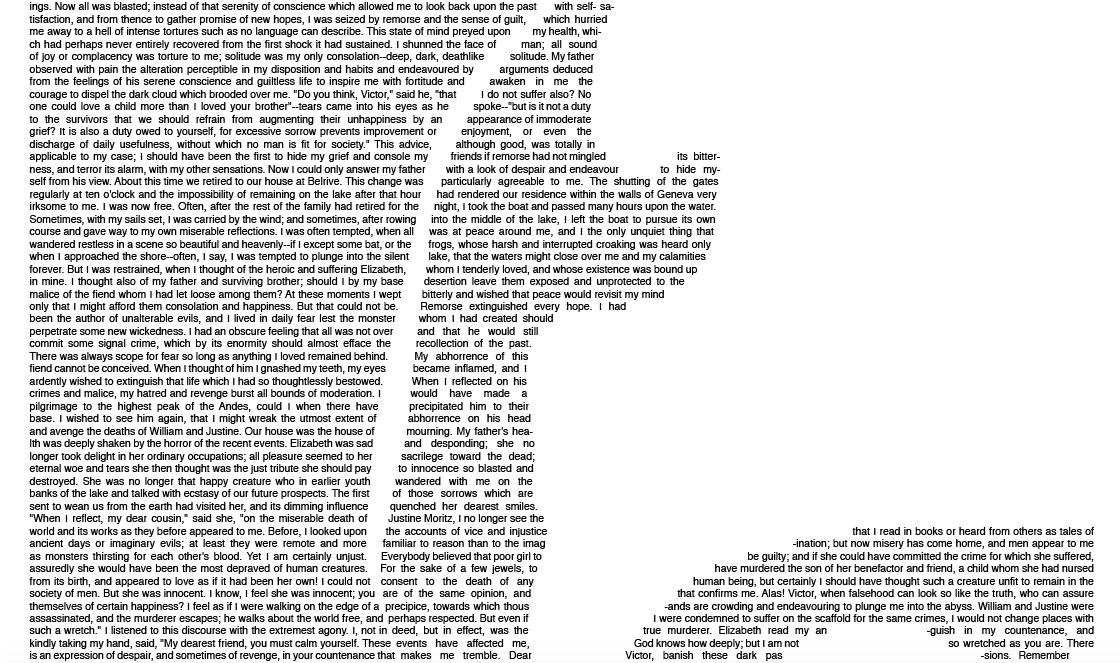 ings. Now all was blasted; instead of that serenity of conscience which allowed me to look back upon the past with self- sa-
tisfaction, and from thence to gather promise of new hopes, I was seized by remorse and the sense of guilt, which hurried
me away to a hell of intense tortures such as no language can describe. This state of mind preyed upon my health, whi-
ch had perhaps never entirely recovered from the first shock it had sustained. I shunned the face of man; all sound
of joy or complacency was torture to me; solitude was my only consolation--deep, dark, deathlike solitude. My father
observed with pain the alteration perceptible in my disposition and habits and endeavoured by arguments deduced
from the feelings of his serene conscience and guiltless life to inspire me with fortitude and awaken in me the
courage to dispel the dark cloud which brooded over me. "Do you think, Victor," said he, "that I do not suffer also? No
one could love a child more than I loved your brother"--tears came into his eyes as he spoke--"but is it not a duty
to the survivors that we should refrain from augmenting their unhappiness by an appearance of immoderate
grief? It is also a duty owed to yourself, for excessive sorrow prevents improvement or enjoyment, or even the
discharge of daily usefulness, without which no man is fit for society." This advice, although good, was totally in
applicable to my case; I should have been the first to hide my grief and console my friends if remorse had not mingled its bitter-
ness, and terror its alarm, with my other sensations. Now I could only answer my father with a look of despair and endeavour to hide my-
self from his view. About this time we retired to our house at Belrive. This change was particularly agreeable to me. The shutting of the gates
regularly at ten o'clock and the impossibility of remaining on the lake after that hour had rendered our residence within the walls of Geneva very
irksome to me. I was now free. Often, after the rest of the family had retired for the night, I took the boat and passed many hours upon the water.
Sometimes, with my sails set, I was carried by the wind; and sometimes, after rowing into the middle of the lake, I left the boat to pursue its own
course and gave way to my own miserable reflections. I was often tempted, when all was at peace around me, and I the only unquiet thing that
wandered restless in a scene so beautiful and heavenly--if I except some bat, or the frogs, whose harsh and interrupted croaking was heard only
when I approached the shore--often, I say, I was tempted to plunge into the silent lake, that the waters might close over me and my calamities
forever. But I was restrained, when I thought of the heroic and suffering Elizabeth, whom I tenderly loved, and whose existence was bound up
in mine. I thought also of my father and surviving brother; should I by my base desertion leave them exposed and unprotected to the
malice of the fiend whom I had let loose among them? At these moments I wept bitterly and wished that peace would revisit my mind
only that I might afford them consolation and happiness. But that could not be. Remorse extinguished every hope. I had
been the author of unalterable evils, and I lived in daily fear lest the monster whom I had created should
perpetrate some new wickedness. I had an obscure feeling that all was not over and that he would still
commit some signal crime, which by its enormity should almost efface the recollection of the past.
There was always scope for fear so long as anything I loved remained behind. My abhorrence of this
fiend cannot be conceived. When I thought of him I gnashed my teeth, my eyes became inflamed, and I
ardently wished to extinguish that life which I had so thoughtlessly bestowed. When I reflected on his
crimes and malice, my hatred and revenge burst all bounds of moderation. I would have made a
pilgrimage to the highest peak of the Andes, could I when there have precipitated him to their
base. I wished to see him again, that I might wreak the utmost extent of abhorrence on his head
and avenge the deaths of William and Justine. Our house was the house of mourning. My father's hea-
lth was deeply shaken by the horror of the recent events. Elizabeth was sad and desponding; she no
longer took delight in her ordinary occupations; all pleasure seemed to her sacrilege toward the dead;
eternal woe and tears she then thought was the just tribute she should pay to innocence so blasted and
destroyed. She was no longer that happy creature who in earlier youth wandered with me on the
banks of the lake and talked with ecstasy of our future prospects. The first of those sorrows which are
sent to wean us from the earth had visited her, and its dimming influence quenched her dearest smiles.
"When I reflect, my dear cousin," said she, "on the miserable death of Justine Moritz, I no longer see the
world and its works as they before appeared to me. Before, I looked upon the accounts of vice and injustice that I read in books or heard from others as tales of
ancient days or imaginary evils; at least they were remote and more familiar to reason than to the imag -ination; but now misery has come home, and men appear to me
as monsters thirsting for each other's blood. Yet I am certainly unjust. Everybody believed that poor girl to be guilty; and if she could have committed the crime for which she suffered,
assuredly she would have been the most depraved of human creatures. For the sake of a few jewels, to have murdered the son of her benefactor and friend, a child whom she had nursed
from its birth, and appeared to love as if it had been her own! I could not consent to the death of any human being, but certainly I should have thought such a creature unfit to remain in the
society of men. But she was innocent. I know, I feel she was innocent; you are of the same opinion, and that confirms me. Alas! Victor, when falsehood can look so like the truth, who can assure
themselves of certain happiness? I feel as if I were walking on the edge of a precipice, towards which thous -ands are crowding and endeavouring to plunge me into the abyss. William and Justine were
assassinated, and the murderer escapes; he walks about the world free, and perhaps respected. But even if I were condemned to suffer on the scaffold for the same crimes, I would not change places with
such a wretch." I listened to this discourse with the extremest agony. I, not in deed, but in effect, was the true murderer. Elizabeth read my an -guish in my countenance, and
kindly taking my hand, said, "My dearest friend, you must calm yourself. These events have affected me, God knows how deeply; but I am not so wretched as you are. There
is an expression of despair, and sometimes of revenge, in your countenance that makes me tremble. Dear Victor, banish these dark pas -sions. Remember